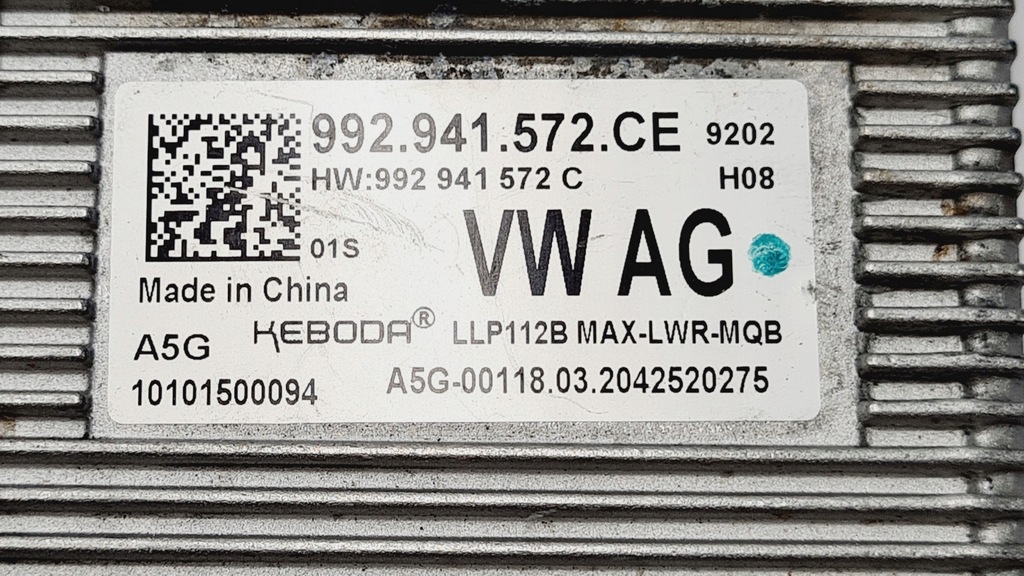 992.941.572.CE 9202
HW:992 941 572 C H08
01S VW AG
Made in China
A5G KEBODA® LLP112B MAX-LWR-MQB
10101500094 A5G-00118.03.2042520275